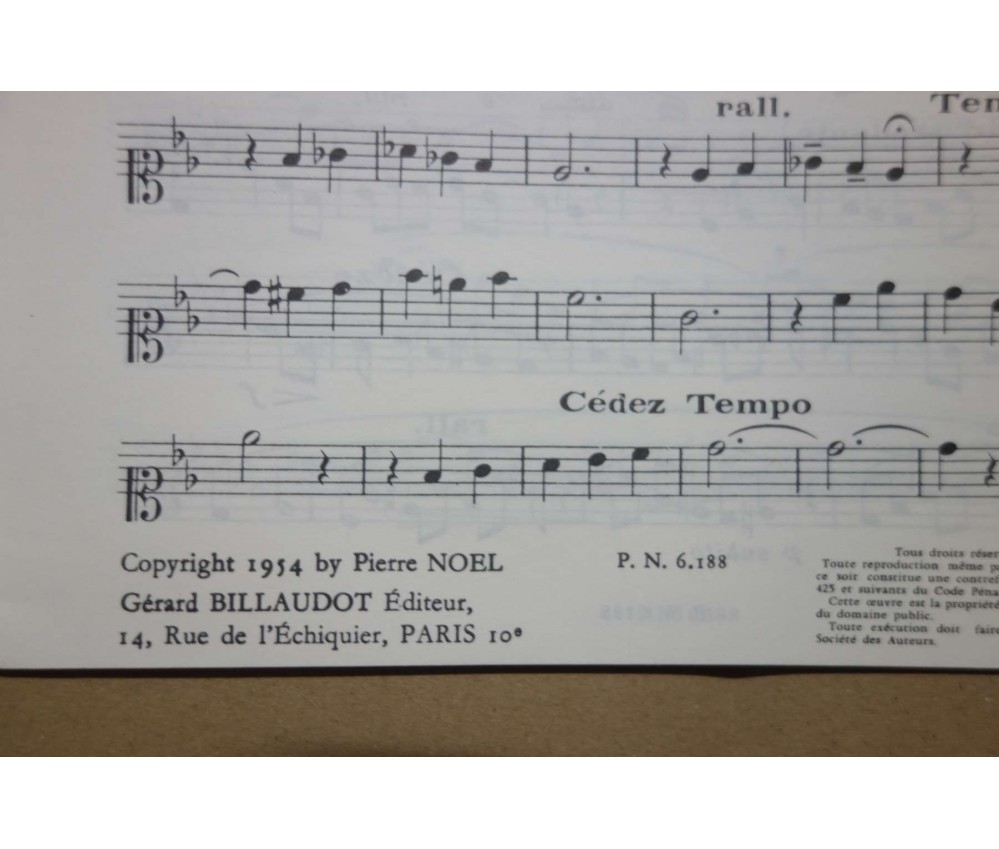 rall.
Cédez Tempo
Copyright 1954 by Pierre NOEL
P. N. 6.188
Gérard BILLAUDOT Éditeur,
14, Rue de l'Échiquier, PARIS 10e
Tous droits réser
Toute reproduction même p
ce soit constitue une contref
425 et suivants du Code Péna
Cette œuvre est la propriété
du domaine public.
Toute exécution doit faire
Société des Auteurs.